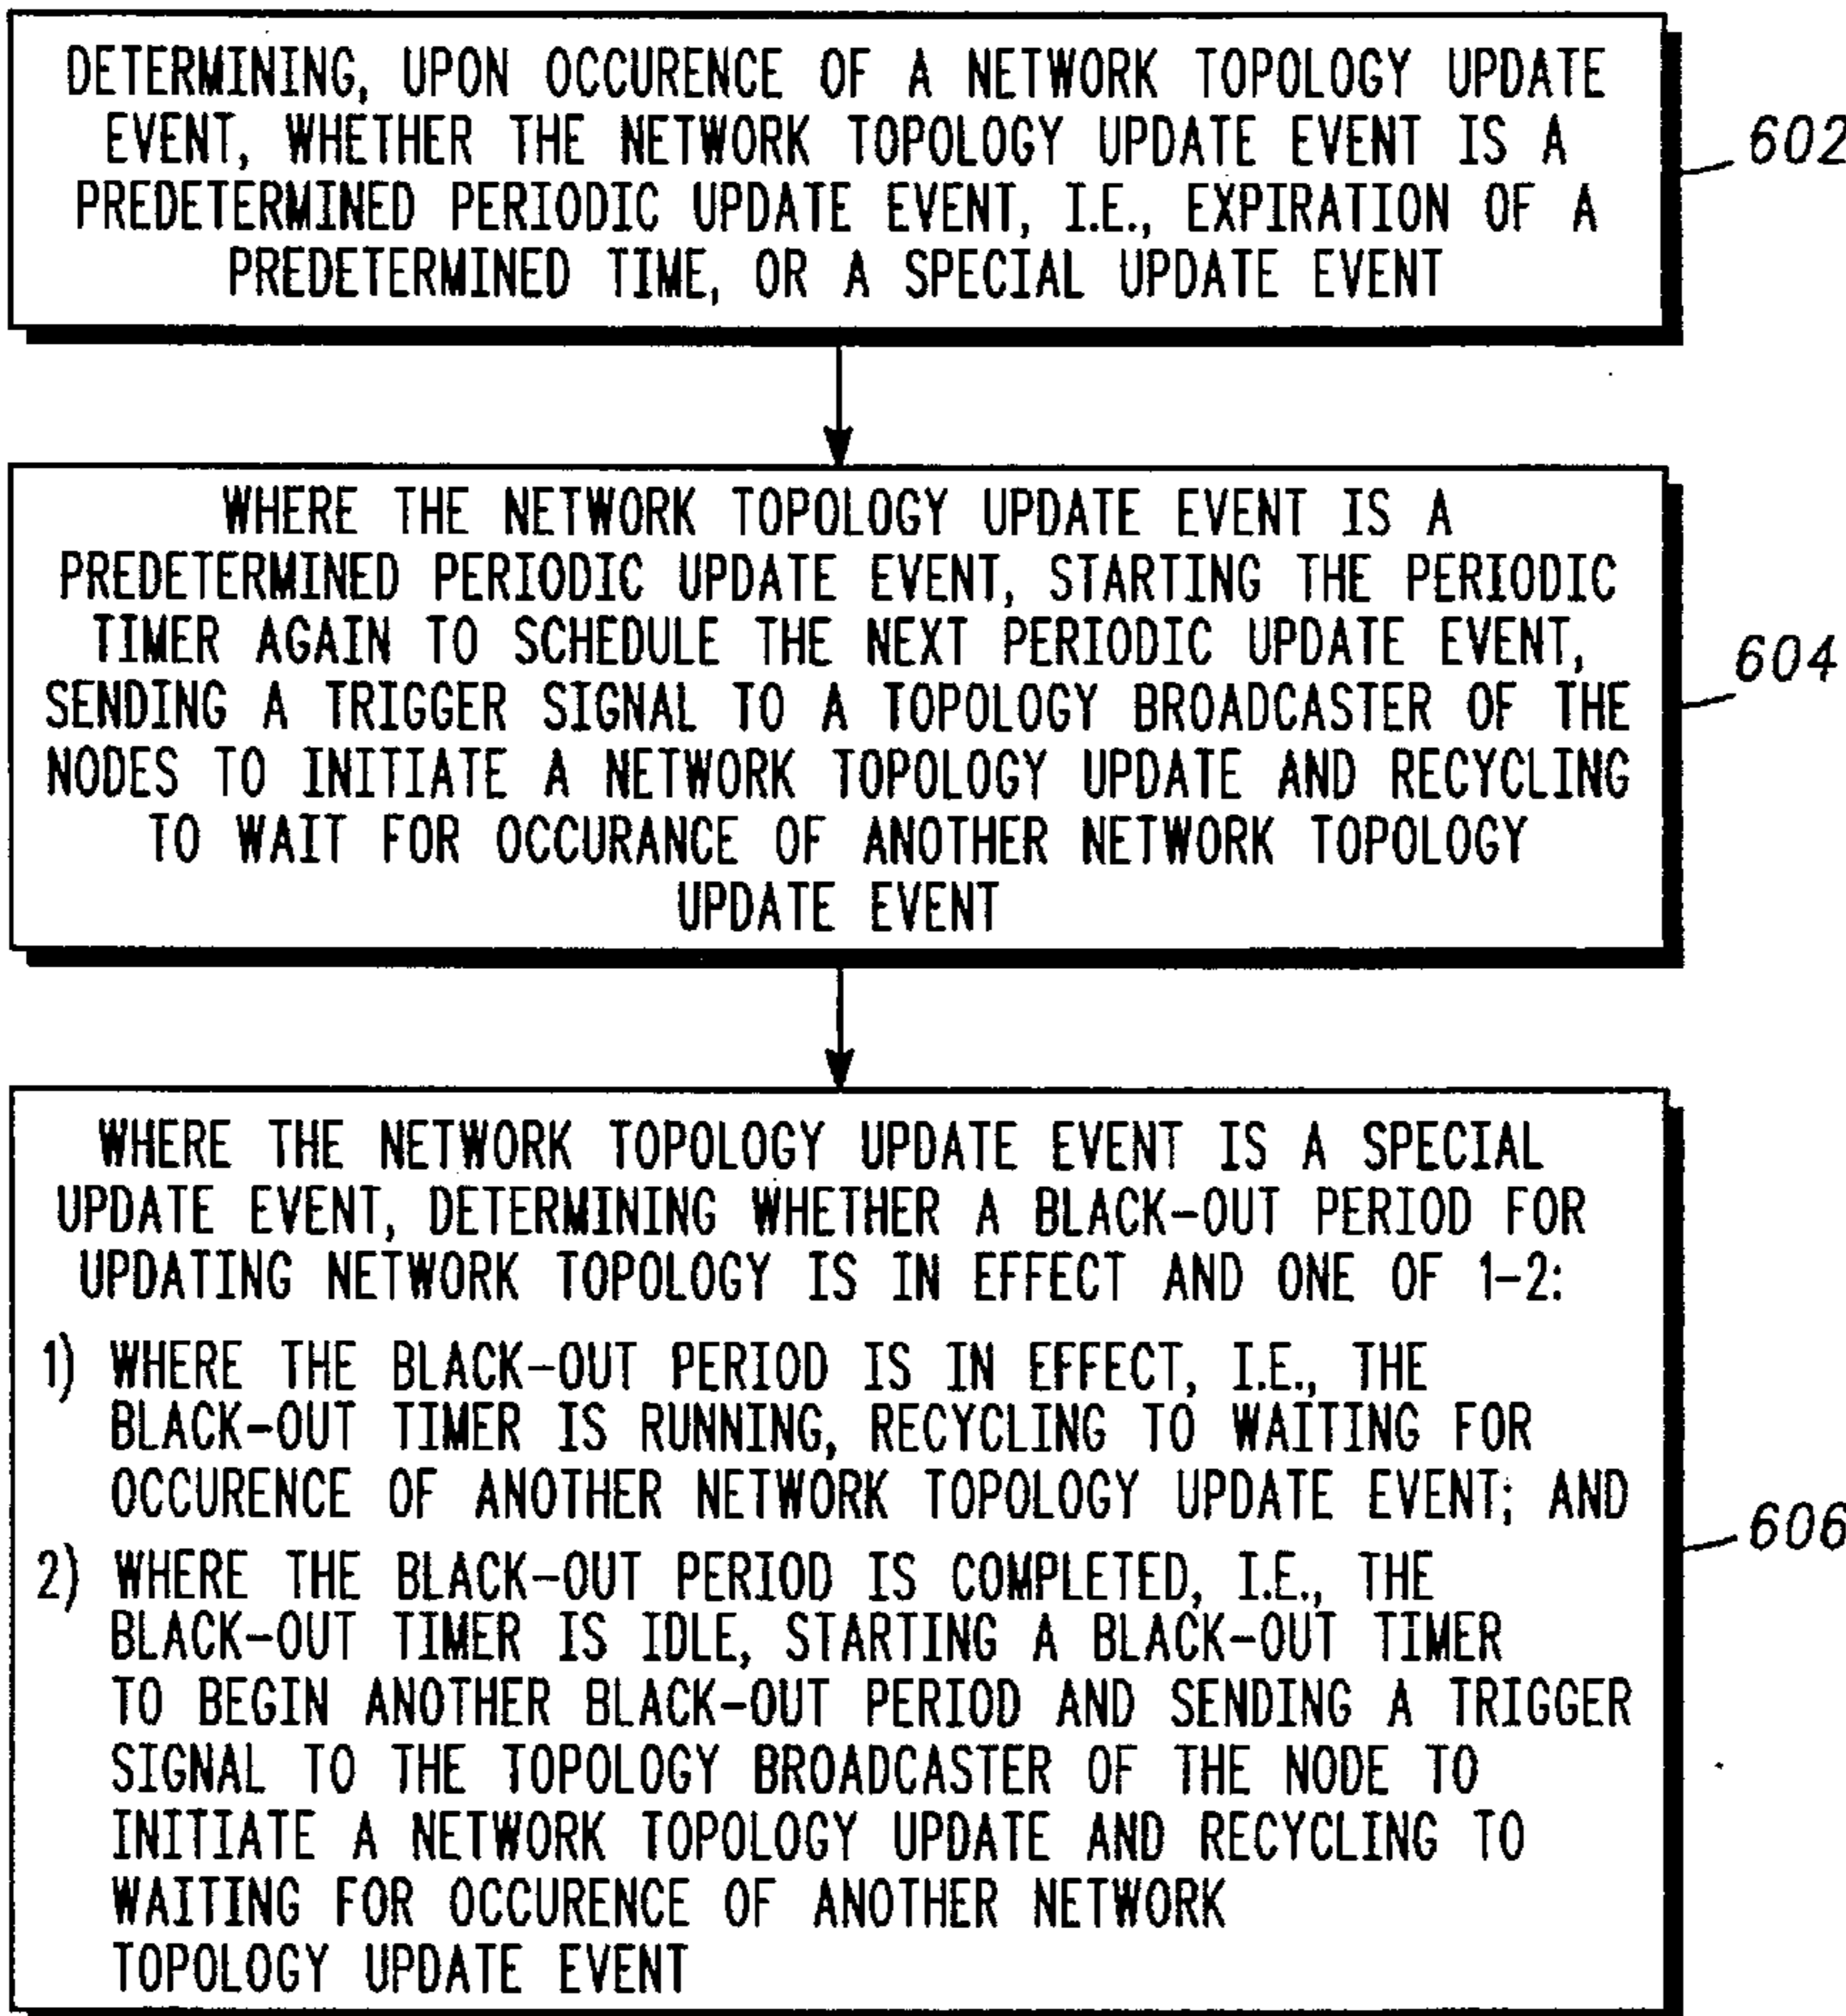 DETERMINING, UPON OCCURENCE OF A NETWORK TOPOLOGY UPDATE
EVENT, WHETHER THE NETWORK TOPOLOGY UPDATE EVENT IS A
PREDETERMINED PERIODIC UPDATE EVENT, I.E., EXPIRATION OF A
PREDETERMINED TIME, OR A SPECIAL UPDATE EVENT
602
WHERE THE NETWORK TOPOLOGY UPDATE EVENT IS A
PREDETERMINED PERIODIC UPDATE EVENT, STARTING THE PERIODIC
TIMER AGAIN TO SCHEDULE THE NEXT PERIODIC UPDATE EVENT,
SENDING A TRIGGER SIGNAL TO A TOPOLOGY BROADCASTER OF THE
NODES TO INITIATE A NETWORK TOPOLOGY UPDATE AND RECYCLING
TO WAIT FOR OCCURANCE OF ANOTHER NETWORK TOPOLOGY
UPDATE EVENT
604
WHERE THE NETWORK TOPOLOGY UPDATE EVENT IS A SPECIAL
UPDATE EVENT, DETERMINING WHETHER A BLACK-OUT PERIOD FOR
UPDATING NETWORK TOPOLOGY IS IN EFFECT AND ONE OF 1-2:
1) WHERE THE BLACK-OUT PERIOD IS IN EFFECT, I.E., THE
BLACK-OUT TIMER IS RUNNING, RECYCLING TO WAITING FOR
OCCURENCE OF ANOTHER NETWORK TOPOLOGY UPDATE EVENT; AND
2) WHERE THE BLACK-OUT PERIOD IS COMPLETED, I.E., THE
BLACK-OUT TIMER IS IDLE, STARTING A BLACK-OUT TIMER
TO BEGIN ANOTHER BLACK-OUT PERIOD AND SENDING A TRIGGER
SIGNAL TO THE TOPOLOGY BROADCASTER OF THE NODE TO
INITIATE A NETWORK TOPOLOGY UPDATE AND RECYCLING TO
WAITING FOR OCCURENCE OF ANOTHER NETWORK
TOPOLOGY UPDATE EVENT
606